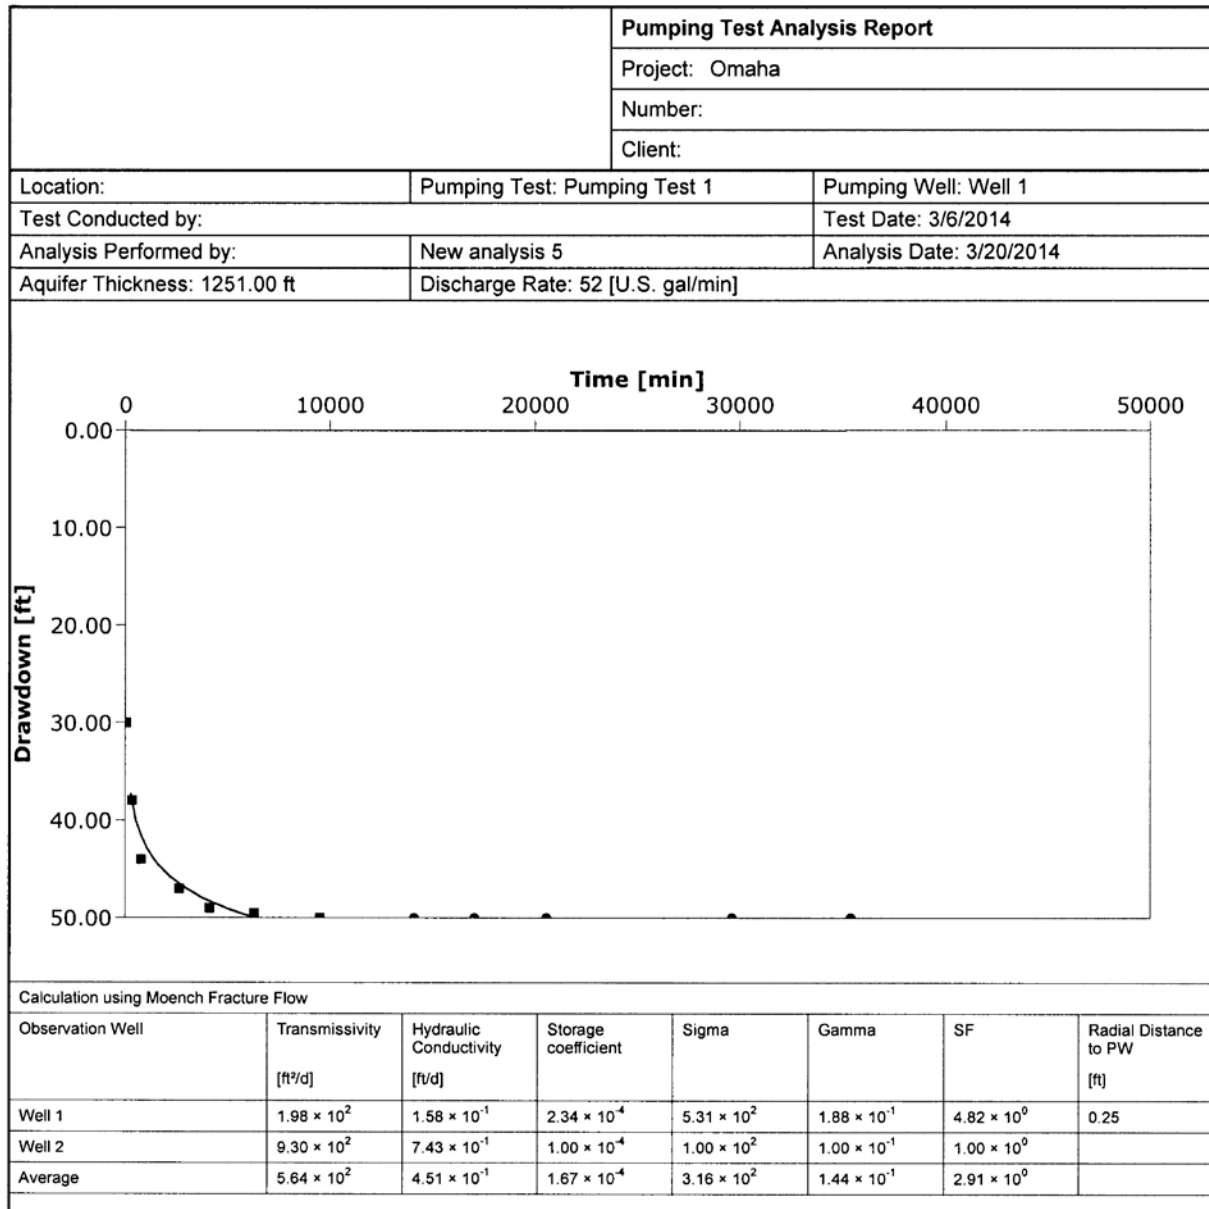 Pumping Test Analysis Report
Project: Omaha
Number:
Client:
Location: Pumping Test: Pumping Test 1 Pumping Well: Well 1
Test Conducted by: Test Date: 3/6/2014
Analysis Performed by: New analysis 5 Analysis Date: 3/20/2014
Aquifer Thickness: 1251.00 ft Discharge Rate: 52 [U.S. gal/min]
Time [min]
0 10000 20000 30000 40000 50000
0.00
10.00
20.00
30.00
40.00
50.00
Drawdown [ft]
Calculation using Moench Fracture Flow
Observation Well Transmissivity Hydraulic Conductivity Storage coefficient Sigma Gamma SF Radial Distance to PW
[ft²/d] [ft/d] [ft]
Well 1 1.98 × 10² 1.58 × 10⁻¹ 2.34 × 10⁻⁴ 5.31 × 10² 1.88 × 10⁻¹ 4.82 × 10⁰ 0.25
Well 2 9.30 × 10² 7.43 × 10⁻¹ 1.00 × 10⁻⁴ 1.00 × 10² 1.00 × 10⁻¹ 1.00 × 10⁰
Average 5.64 × 10² 4.51 × 10⁻¹ 1.67 × 10⁻⁴ 3.16 × 10² 1.44 × 10⁻¹ 2.91 × 10⁰